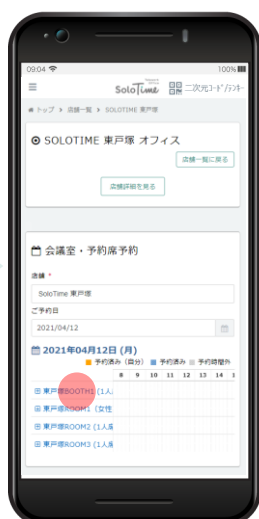 09:04 100%
SoloTime 二次元ｺｰﾄﾞ/ﾃﾝｷｰ
トップ > 店舗一覧 > SOLOTIME 東戸塚
SOLOTIME 東戸塚 オフィス
店舗一覧に戻る
店舗詳細を見る
会議室・予約席予約
店舗 *
SoloTime 東戸塚
ご予約日
2021/04/12
2021年04月12日 (月)
予約済み (自分) 予約済み 予約時間外
8 9 10 11 12 13 14 1
東戸塚BOOTH1 (1人
東戸塚ROOM1 (女性
東戸塚ROOM2 (1人席
東戸塚ROOM3 (1人席